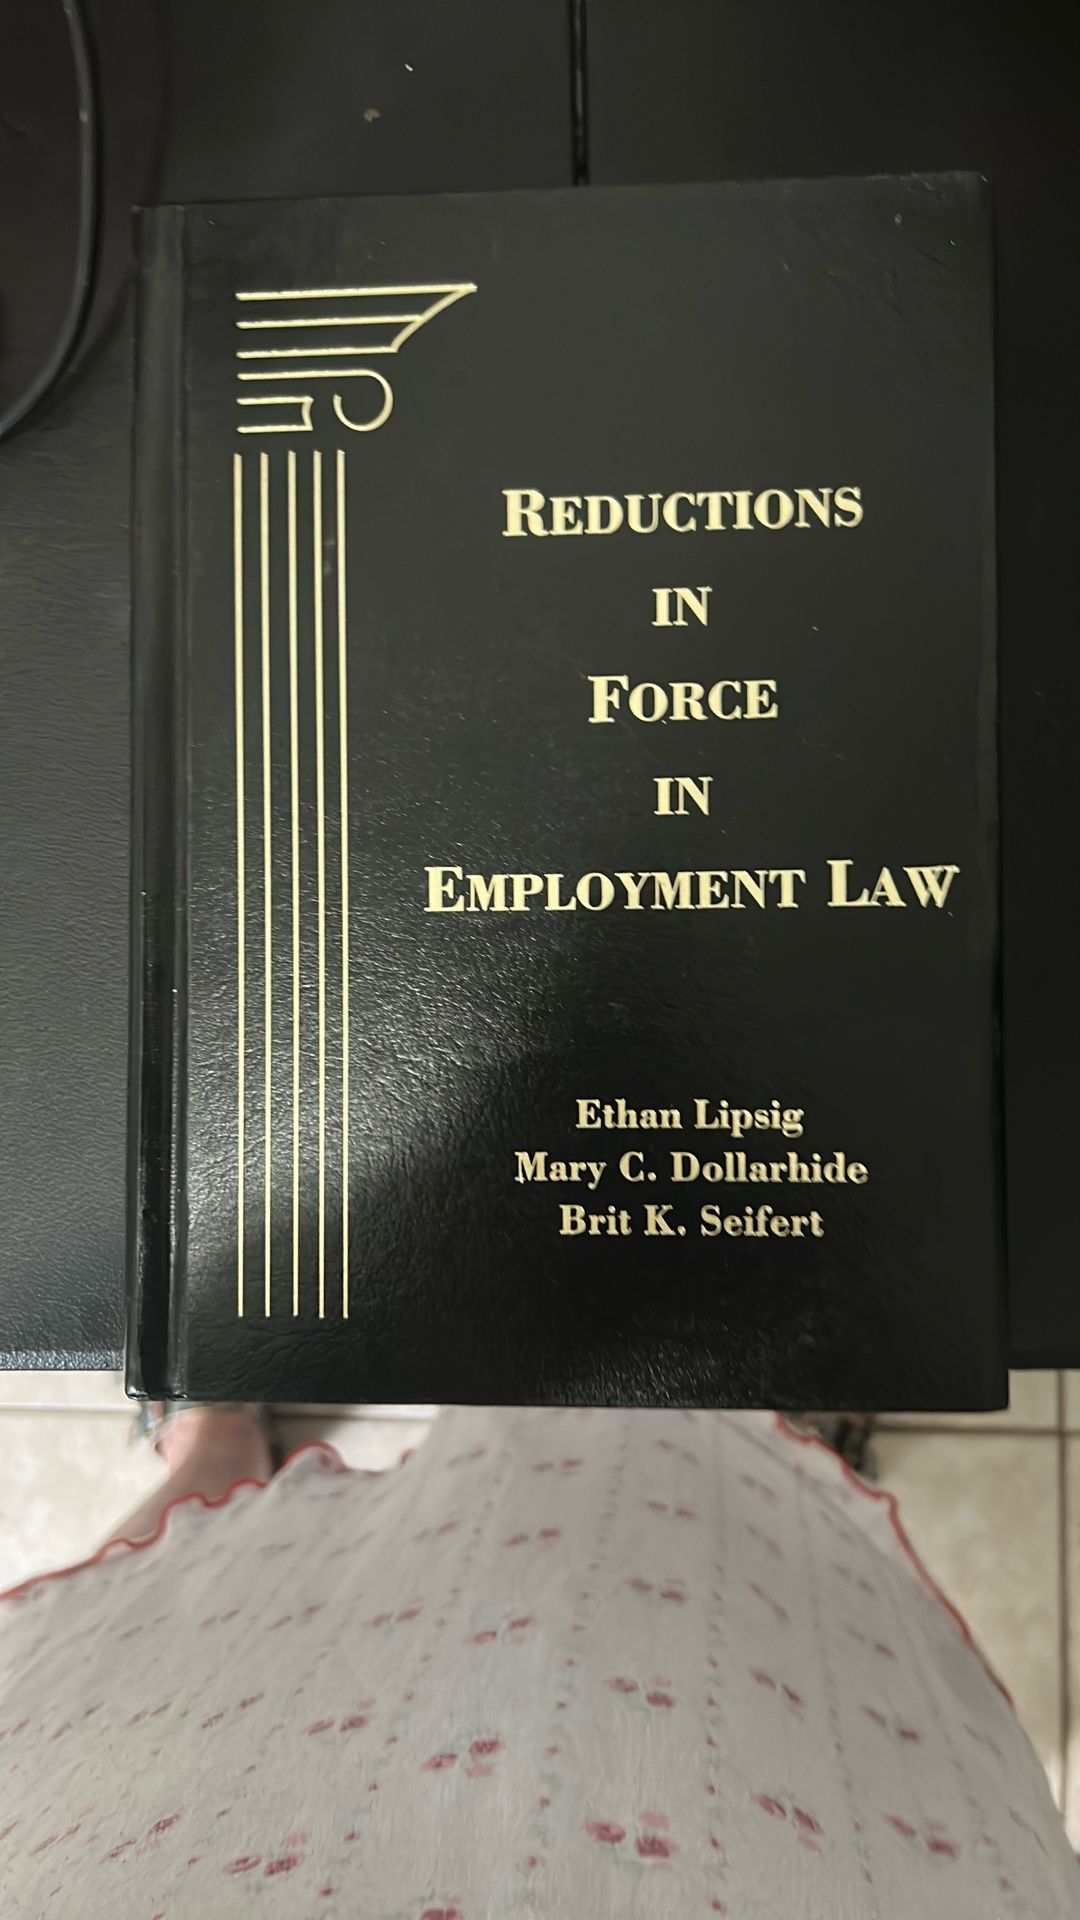 REDUCTIONS
IN
FORCE
IN
EMPLOYMENT LAW
Ethan Lipsig
Mary C. Dollarhide
Brit K. Seifert